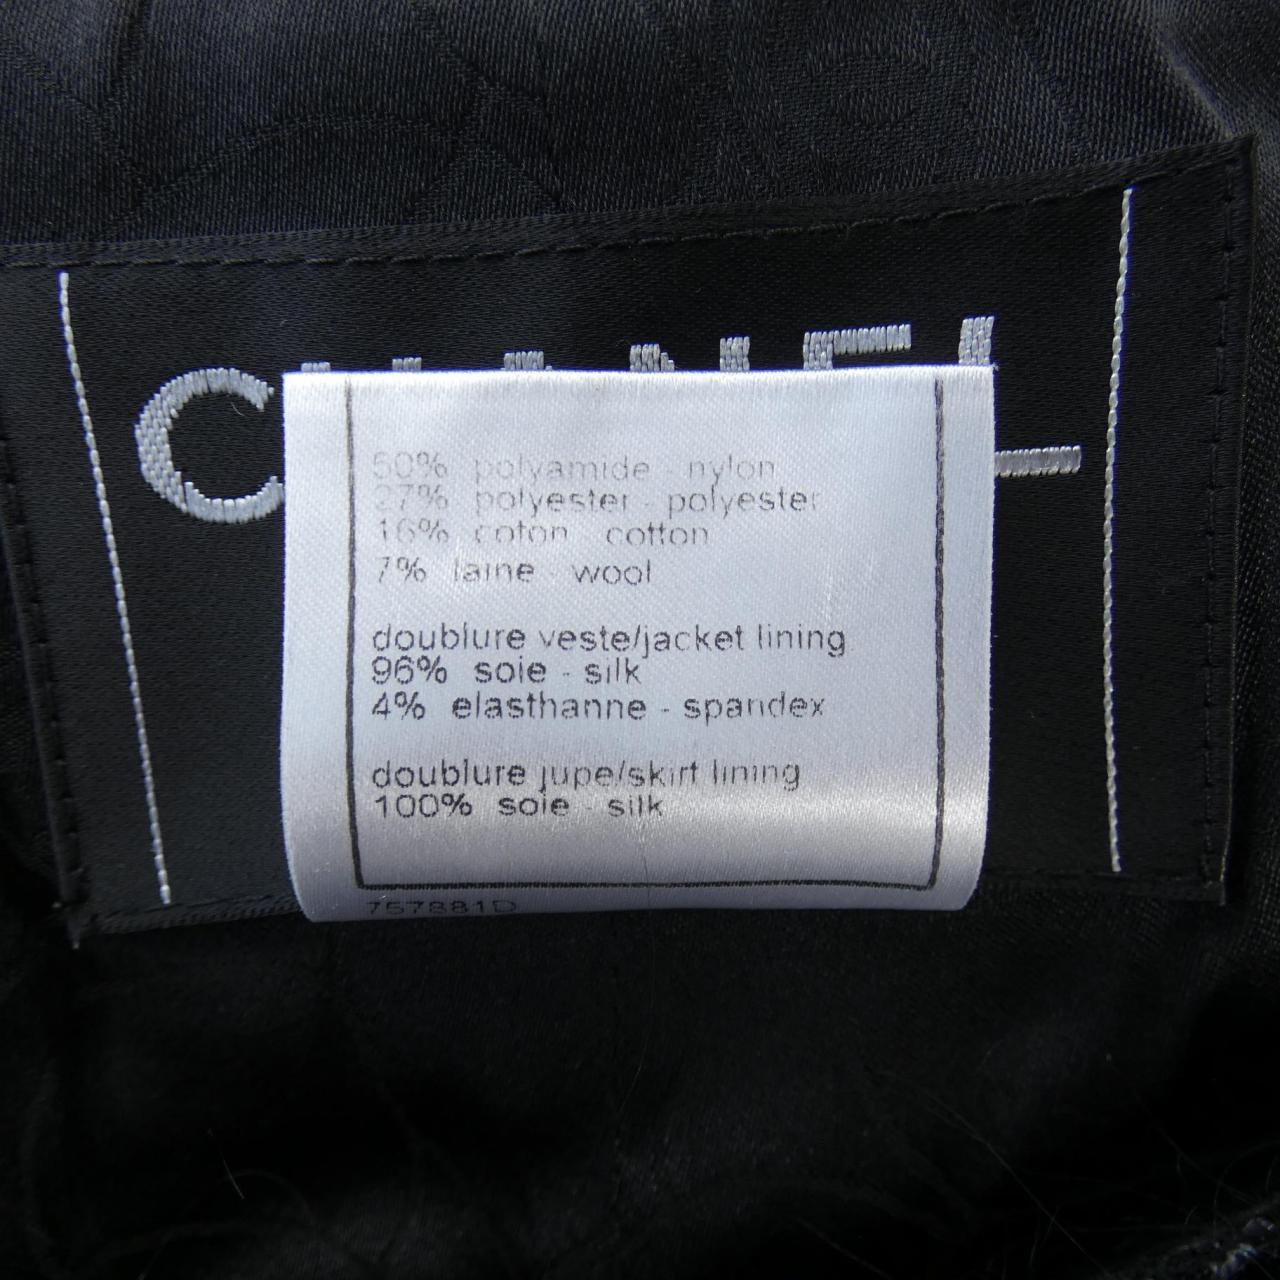 CHANEL
50% polyamide - nylon
27% polyester - polyester
16% coton - cotton
7% laine - wool
doublure veste/jacket lining
96% soie - silk
4% elasthanne - spandex
doublure jupe/skirt lining
100% soie - silk
757881D